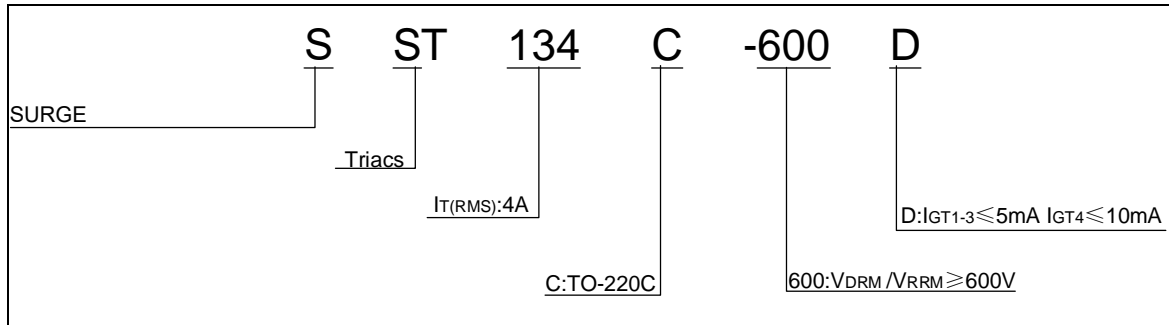 S ST 134 C -600 D
SURGE
Triacs
IT(RMS):4A
D:IGT1-3≤5mA IGT4≤10mA
C:TO-220C
600:VDRM /VRRM≥600V